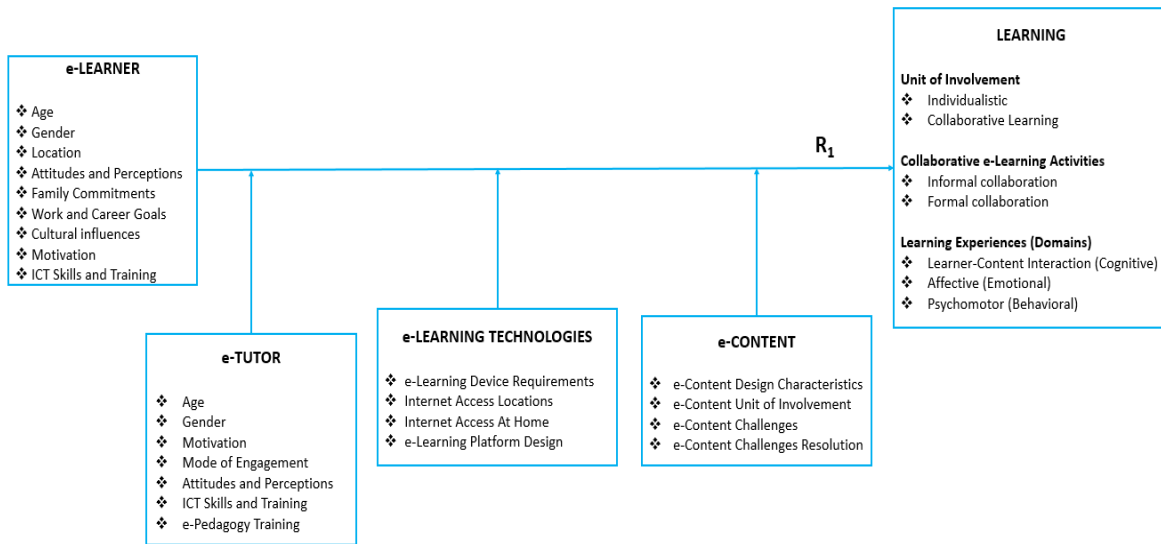 e-LEARNER
❖ Age
❖ Gender
❖ Location
❖ Attitudes and Perceptions
❖ Family Commitments
❖ Work and Career Goals
❖ Cultural influences
❖ Motivation
❖ ICT Skills and Training
e-TUTOR
❖ Age
❖ Gender
❖ Motivation
❖ Mode of Engagement
❖ Attitudes and Perceptions
❖ ICT Skills and Training
❖ e-Pedagogy Training
e-LEARNING TECHNOLOGIES
❖ e-Learning Device Requirements
❖ Internet Access Locations
❖ Internet Access At Home
❖ e-Learning Platform Design
e-CONTENT
❖ e-Content Design Characteristics
❖ e-Content Unit of Involvement
❖ e-Content Challenges
❖ e-Content Challenges Resolution
R₁
LEARNING
Unit of Involvement
❖ Individualistic
❖ Collaborative Learning
Collaborative e-Learning Activities
❖ Informal collaboration
❖ Formal collaboration
Learning Experiences (Domains)
❖ Learner-Content Interaction (Cognitive)
❖ Affective (Emotional)
❖ Psychomotor (Behavioral)